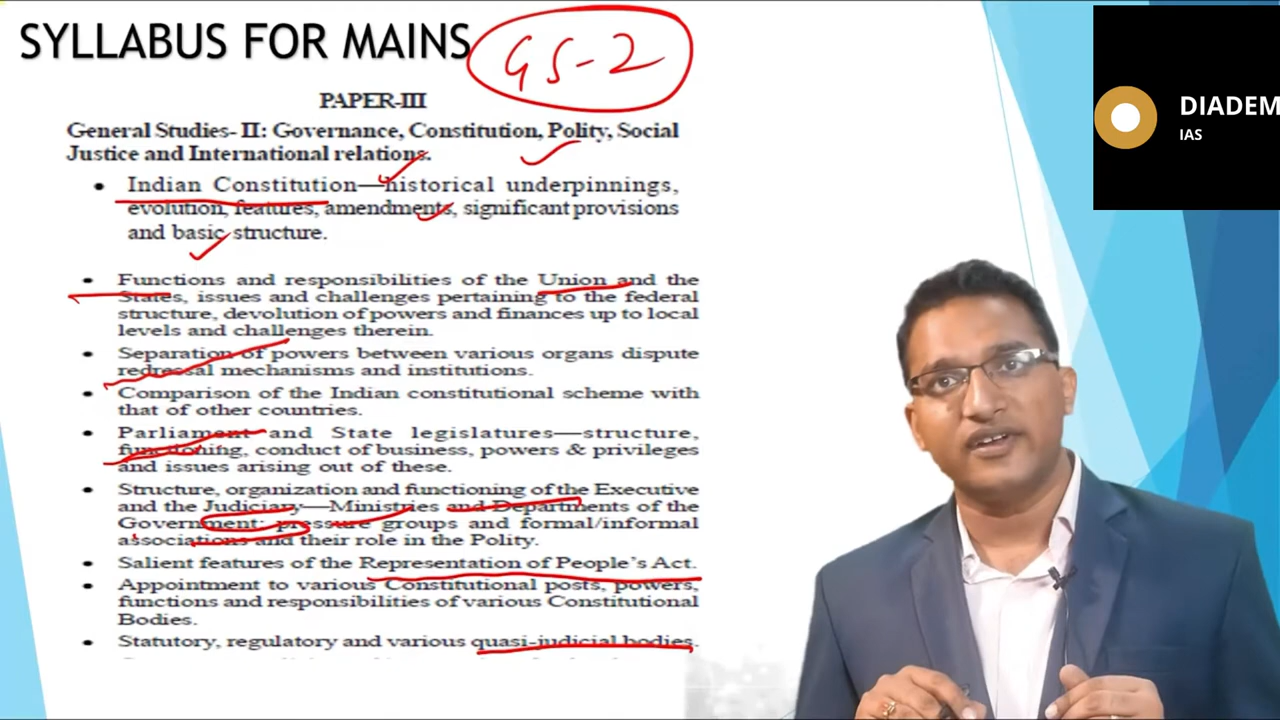 SYLLABUS FOR MAINS
GS-2
DIADEM
IAS
PAPER-III
General Studies- II: Governance, Constitution, Polity, Social
Justice and International relations.
• Indian Constitution—historical underpinnings,
evolution, features, amendments, significant provisions
and basic structure.
• Functions and responsibilities of the Union and the
States, issues and challenges pertaining to the federal
structure, devolution of powers and finances up to local
levels and challenges therein.
• Separation of powers between various organs dispute
redressal mechanisms and institutions.
• Comparison of the Indian constitutional scheme with
that of other countries.
• Parliament and State legislatures—structure,
functioning, conduct of business, powers & privileges
and issues arising out of these.
• Structure, organization and functioning of the Executive
and the Judiciary—Ministries and Departments of the
Government; pressure groups and formal/informal
associations and their role in the Polity.
• Salient features of the Representation of People's Act.
• Appointment to various Constitutional posts, powers,
functions and responsibilities of various Constitutional
Bodies.
• Statutory, regulatory and various quasi-judicial bodies.